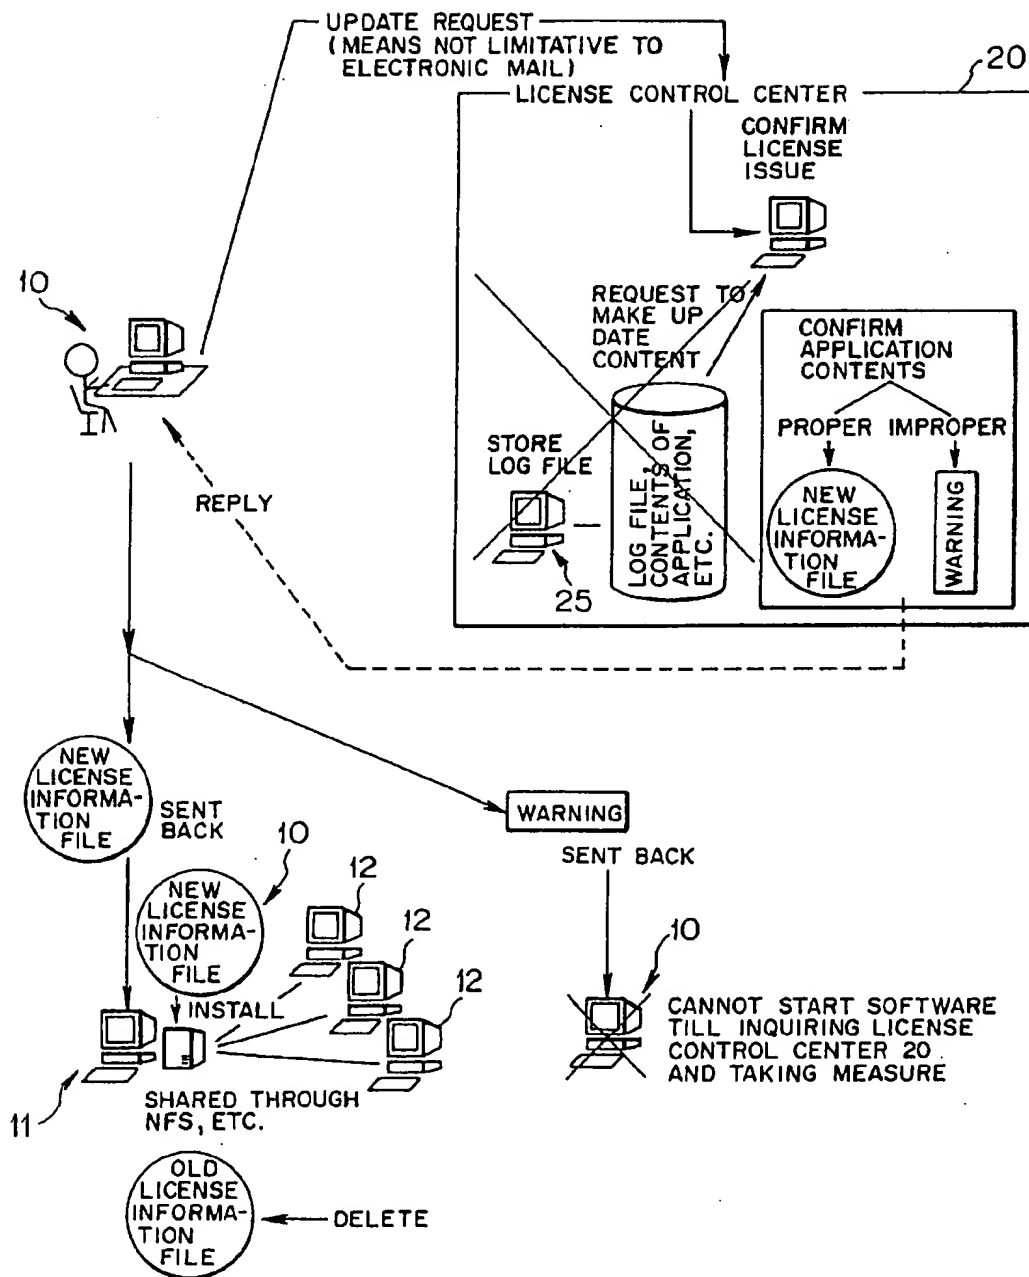 UPDATE REQUEST
(MEANS NOT LIMITATIVE TO
ELECTRONIC MAIL)
20
LICENSE CONTROL CENTER
CONFIRM
LICENSE
ISSUE
10
REQUEST TO
MAKE UP
DATE
CONTENT
CONFIRM
APPLICATION
CONTENTS
PROPER IMPROPER
STORE
LOG FILE
LOG FILE,
CONTENTS OF
APPLICATION,
ETC.
NEW
LICENSE
INFORMA-
TION
FILE
WARNING
25
REPLY
NEW
LICENSE
INFORMA-
TION
FILE
SENT
BACK
WARNING
SENT BACK
10
NEW
LICENSE
INFORMA-
TION
FILE
12
12
12
INSTALL
11
SHARED THROUGH
NFS, ETC.
10
CANNOT START SOFTWARE
TILL INQUIRING LICENSE
CONTROL CENTER 20
AND TAKING MEASURE
OLD
LICENSE
INFORMA-
TION
FILE
DELETE